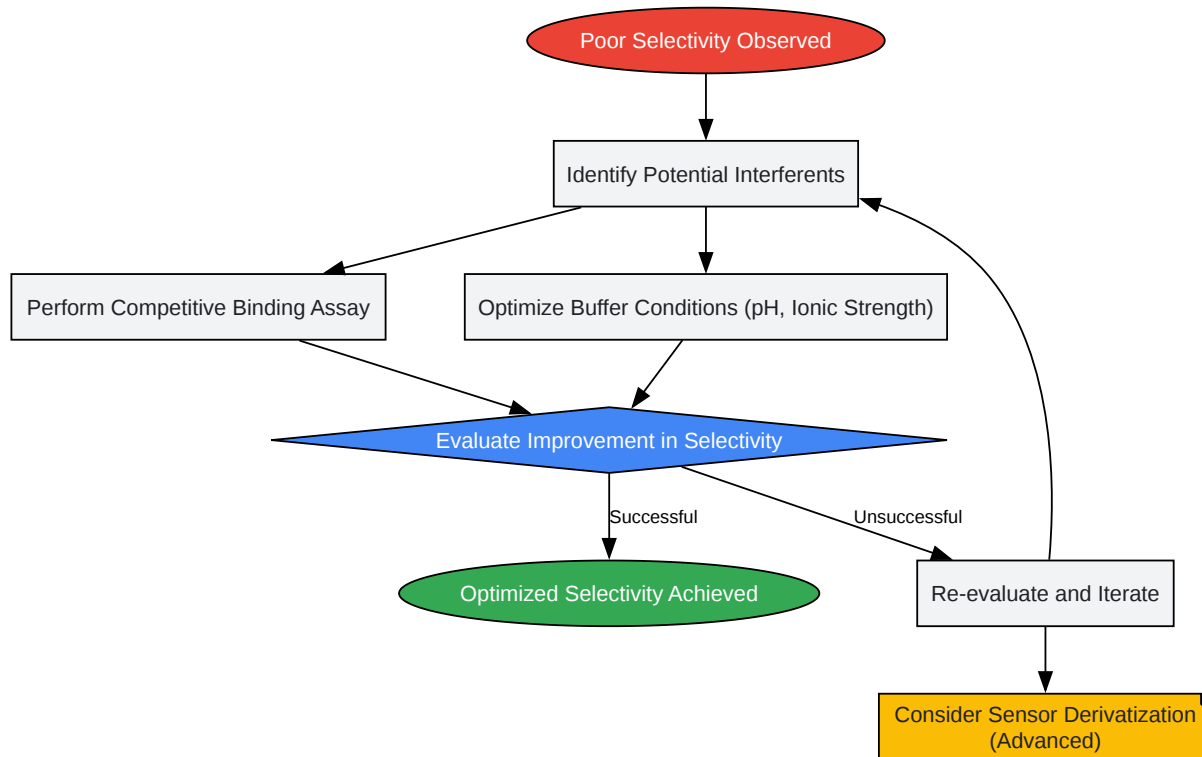 Poor Selectivity Observed
Identify Potential Interferents
Perform Competitive Binding Assay
Optimize Buffer Conditions (pH, Ionic Strength)
Evaluate Improvement in Selectivity
Successful
Unsuccessful
Optimized Selectivity Achieved
Re-evaluate and Iterate
Consider Sensor Derivatization
(Advanced)